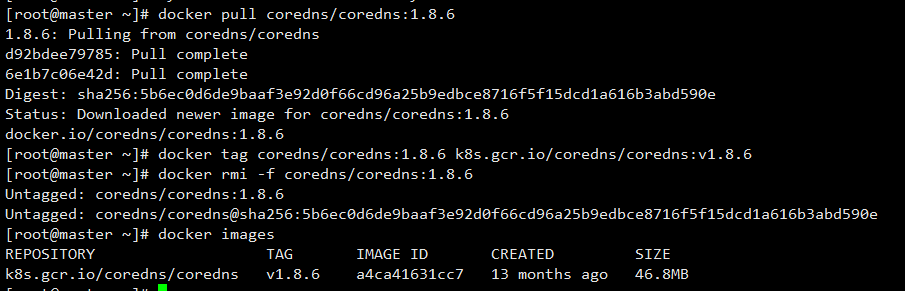 [root@master ~]# docker pull coredns/coredns:1.8.6
1.8.6: Pulling from coredns/coredns
d92bdee79785: Pull complete
6e1b7c06e42d: Pull complete
Digest: sha256:5b6ec0d6de9baaf3e92d0f66cd96a25b9edbce8716f5f15dcd1a616b3abd590e
Status: Downloaded newer image for coredns/coredns:1.8.6
docker.io/coredns/coredns:1.8.6
[root@master ~]# docker tag coredns/coredns:1.8.6 k8s.gcr.io/coredns/coredns:v1.8.6
[root@master ~]# docker rmi -f coredns/coredns:1.8.6
Untagged: coredns/coredns:1.8.6
Untagged: coredns/coredns@sha256:5b6ec0d6de9baaf3e92d0f66cd96a25b9edbce8716f5f15dcd1a616b3abd590e
[root@master ~]# docker images
REPOSITORY TAG IMAGE ID CREATED SIZE
k8s.gcr.io/coredns/coredns v1.8.6 a4ca41631cc7 13 months ago 46.8MB
[root@master ~]#